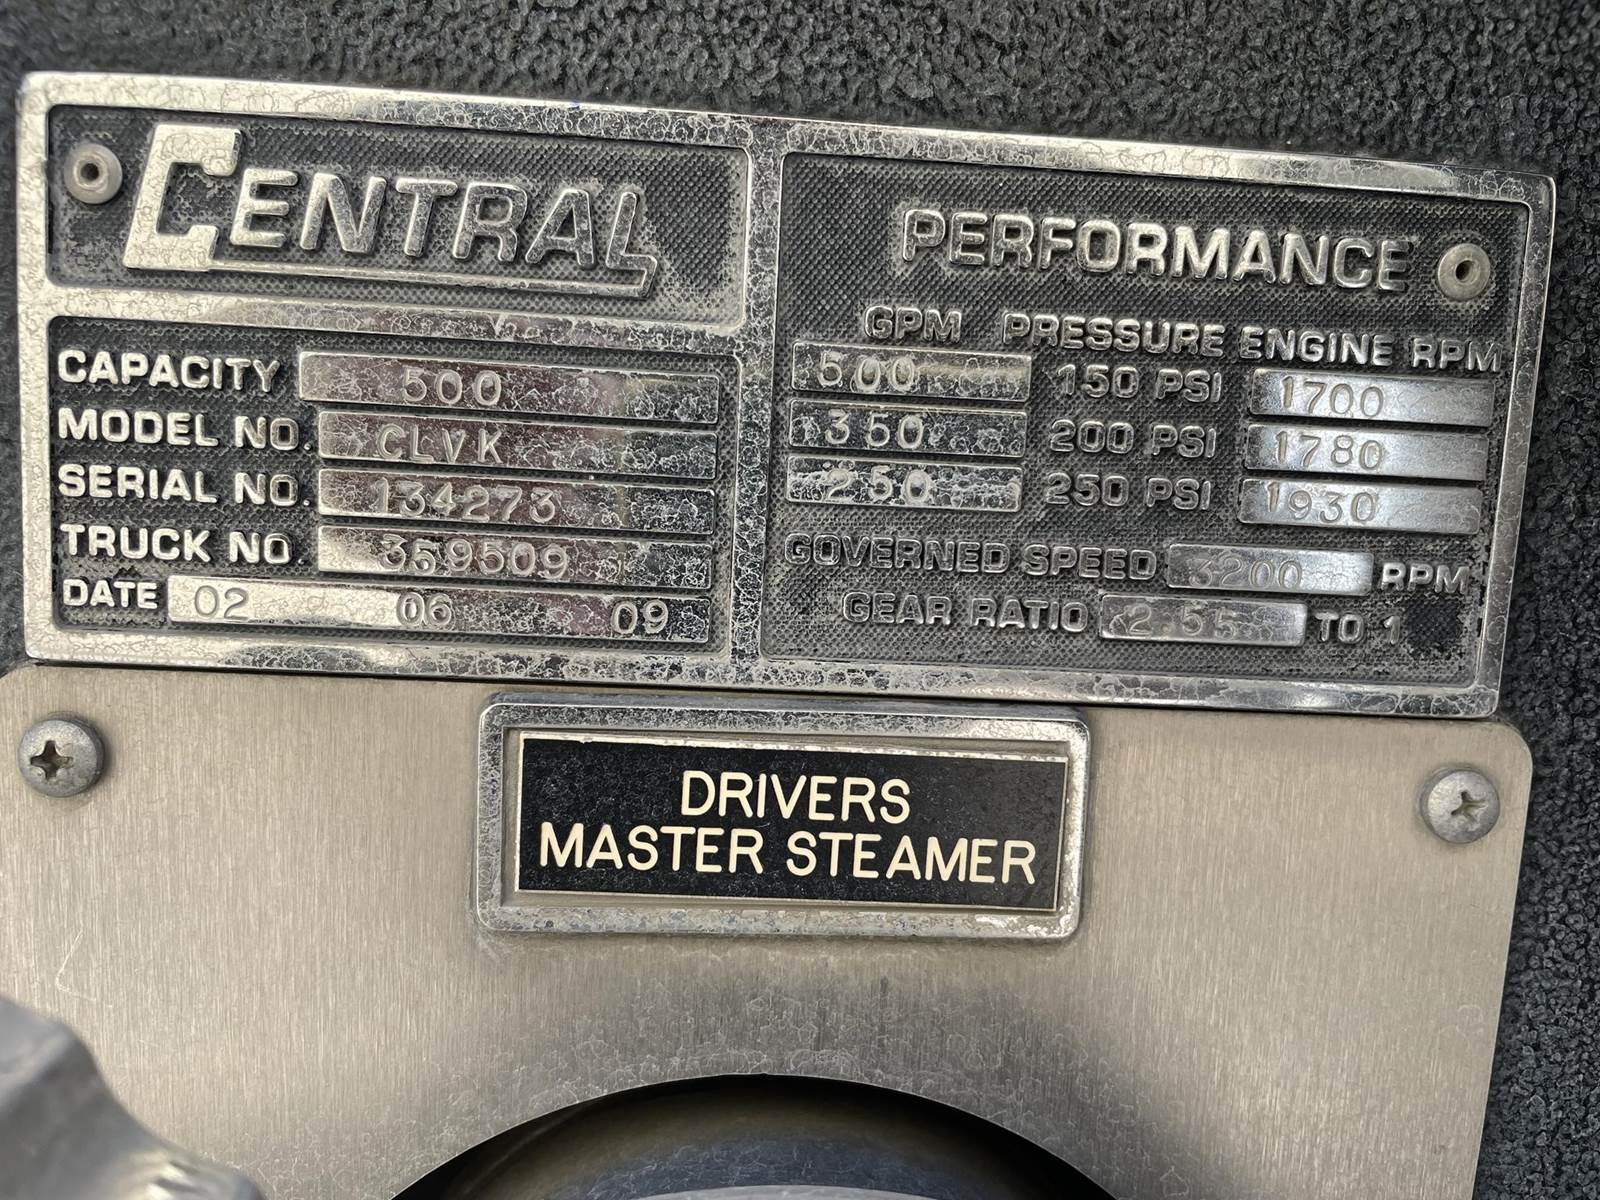 CENTRAL
CAPACITY 500
MODEL NO. CLVK
SERIAL NO. 134273
TRUCK NO. 359509
DATE 02 06 09
PERFORMANCE
GPM PRESSURE ENGINE RPM
500 150 PSI 1700
350 200 PSI 1780
250 250 PSI 1930
GOVERNED SPEED 3200 RPM
GEAR RATIO 2.55 TO 1
DRIVERS
MASTER STEAMER